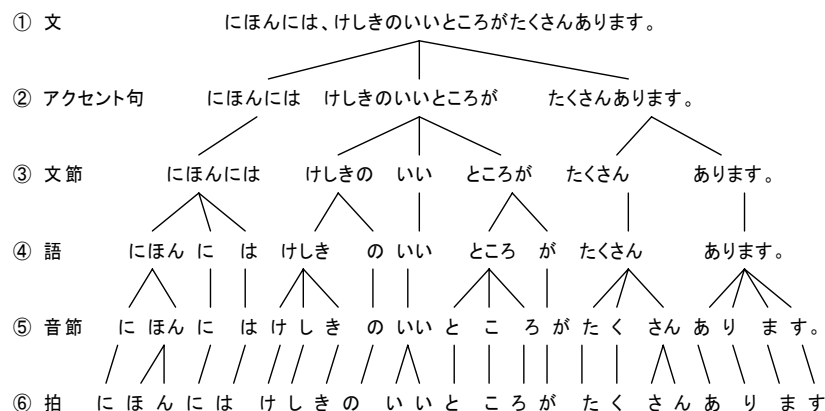 ① 文 にほんには、けしきのいいところがたくさんあります。
② アクセント句 にほんには けしきのいいところが たくさんあります。
③ 文節 にほんには けしきの いい ところが たくさん あります。
④ 語 にほん に は けしき の いい ところ が たくさん あります。
⑤ 音節 に ほん に は け し き の いい と こ ろ が た く さん あ り ま す。
⑥ 拍 に ほ ん に は け し き の い い と こ ろ が た く さ ん あ り ま す